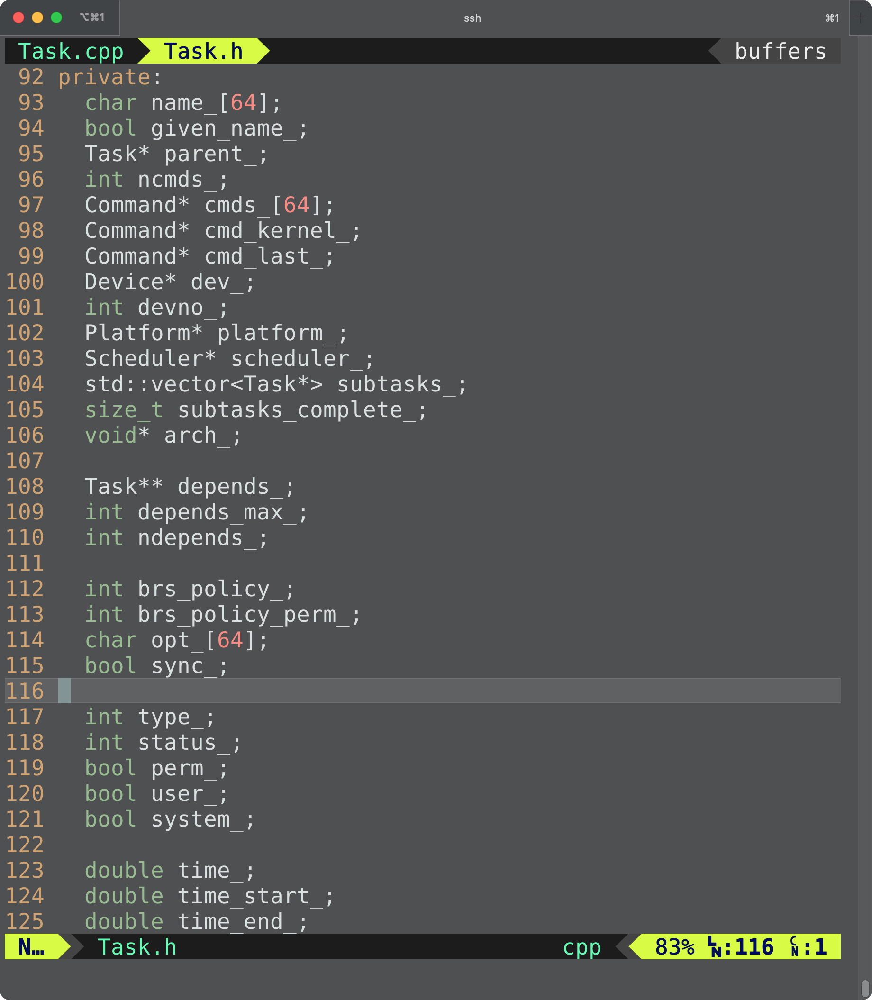 ⌥⌘1 ssh ⌘1 +
Task.cpp Task.h buffers
92 private:
93 char name_[64];
94 bool given_name_;
95 Task* parent_;
96 int ncmds_;
97 Command* cmds_[64];
98 Command* cmd_kernel_;
99 Command* cmd_last_;
100 Device* dev_;
101 int devno_;
102 Platform* platform_;
103 Scheduler* scheduler_;
104 std::vector<Task*> subtasks_;
105 size_t subtasks_complete_;
106 void* arch_;
107
108 Task** depends_;
109 int depends_max_;
110 int ndepends_;
111
112 int brs_policy_;
113 int brs_policy_perm_;
114 char opt_[64];
115 bool sync_;
116
117 int type_;
118 int status_;
119 bool perm_;
120 bool user_;
121 bool system_;
122
123 double time_;
124 double time_start_;
125 double time_end_;
N… Task.h cpp 83% LN:116 CN:1